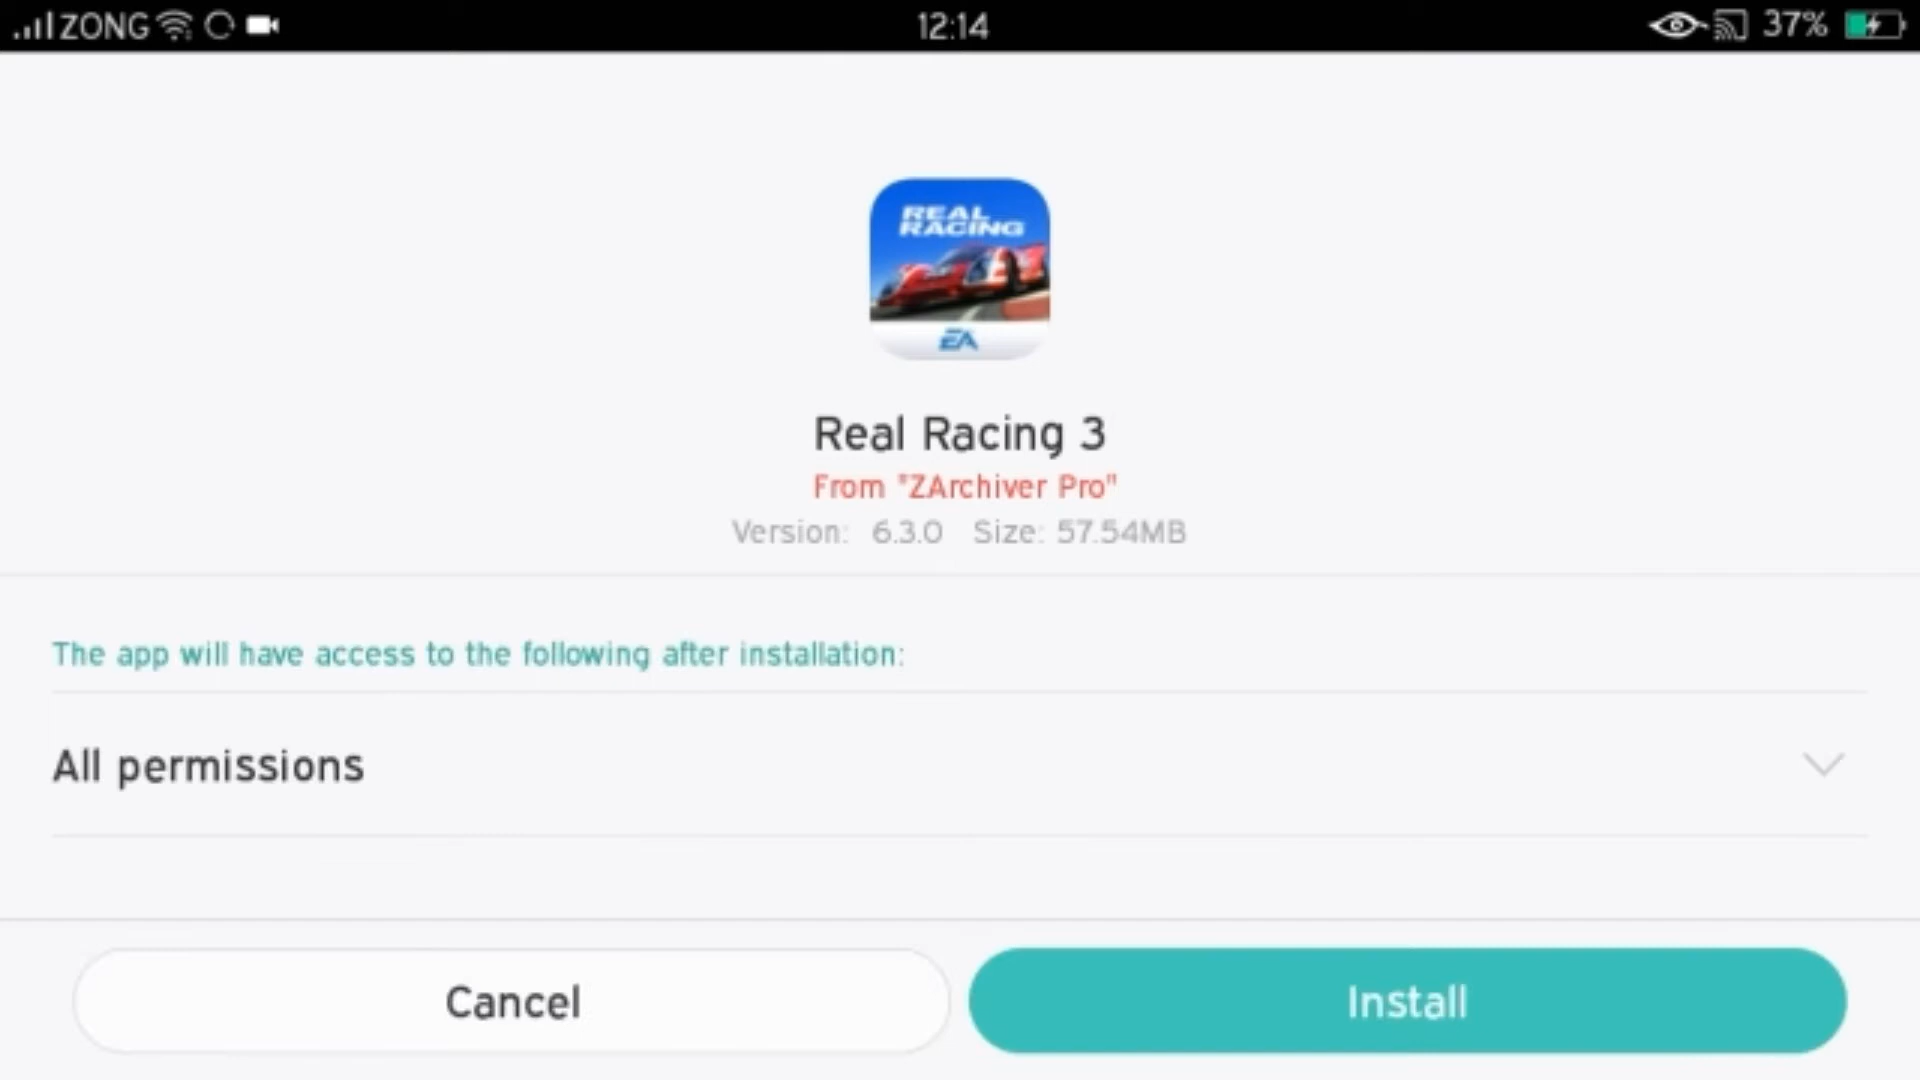 ZONG 12:14 37%
REAL
RACING
EA
Real Racing 3
From "ZArchiver Pro"
Version: 6.3.0 Size: 57.54MB
The app will have access to the following after installation:
All permissions
Cancel Install